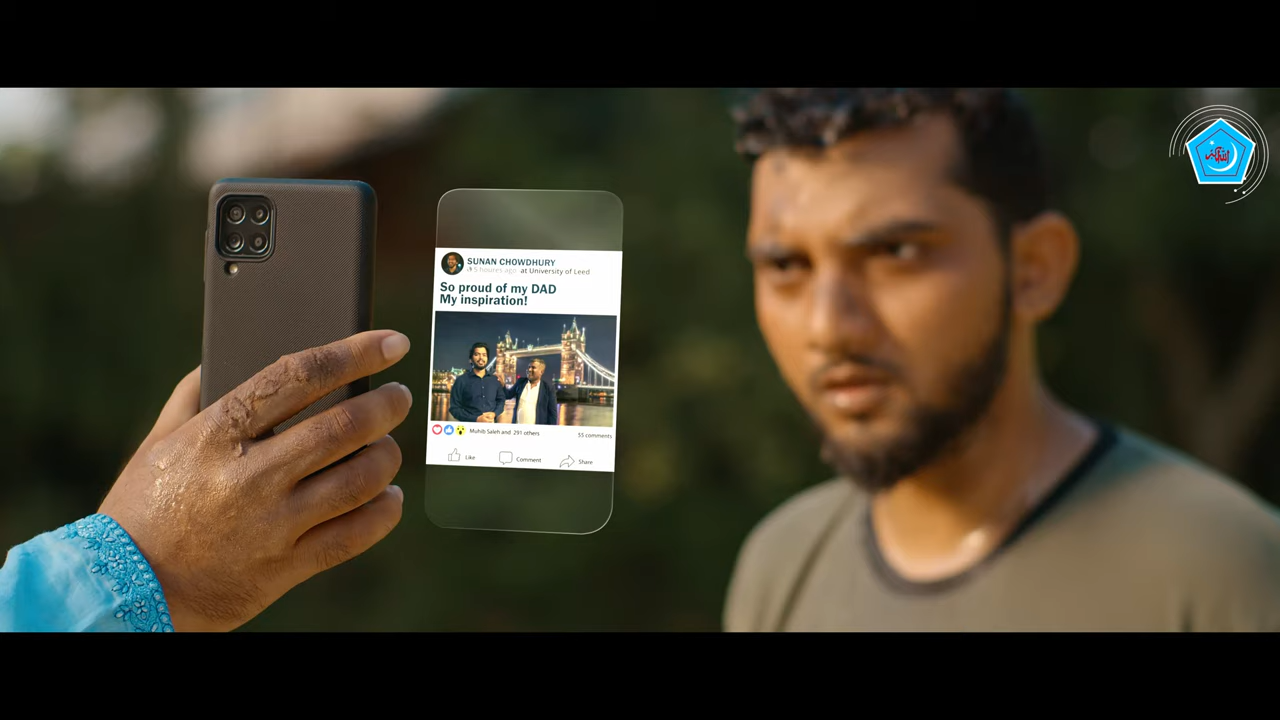 SUNAN CHOWDHURY
5 houres ago at University of Leed
So proud of my DAD
My inspiration!
Muhib Saleh and 291 others 55 comments
Like Comment Share